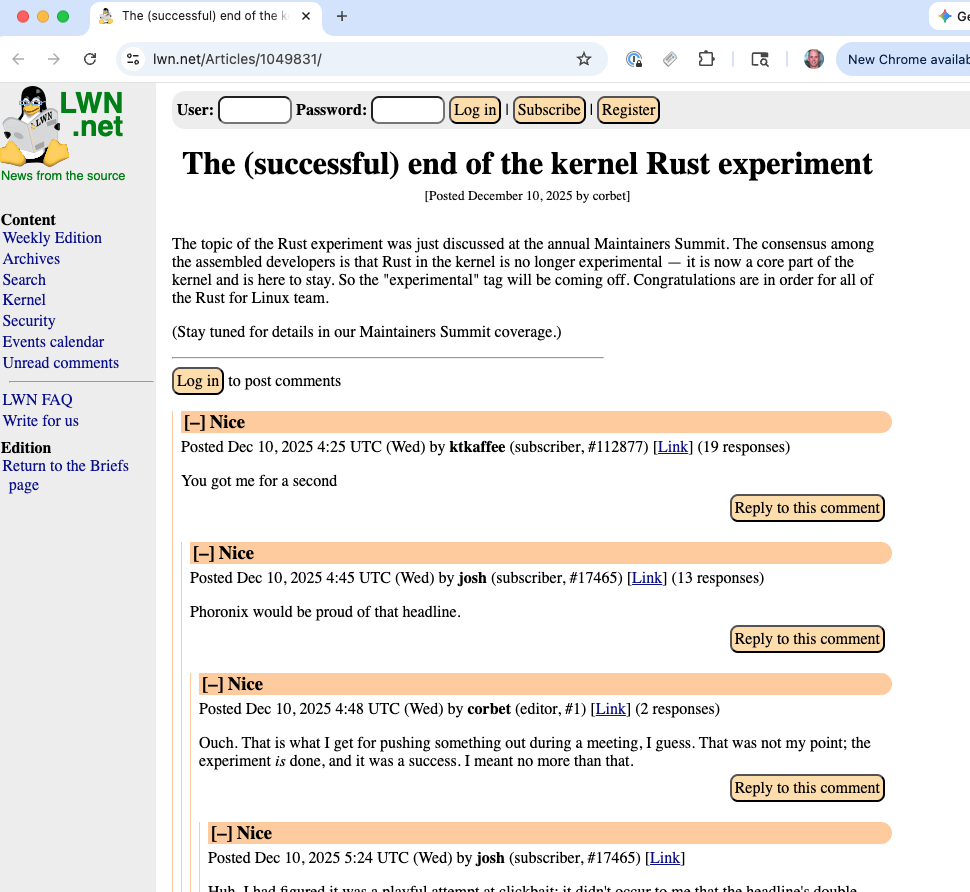 The (successful) end of the k
Ge
lwn.net/Articles/1049831/
New Chrome availab
LWN
.net
News from the source
User: Password: Log in | Subscribe | Register
Content
Weekly Edition
Archives
Search
Kernel
Security
Events calendar
Unread comments
LWN FAQ
Write for us
Edition
Return to the Briefs
page
The (successful) end of the kernel Rust experiment
[Posted December 10, 2025 by corbet]
The topic of the Rust experiment was just discussed at the annual Maintainers Summit. The consensus among
the assembled developers is that Rust in the kernel is no longer experimental — it is now a core part of the
kernel and is here to stay. So the "experimental" tag will be coming off. Congratulations are in order for all of
the Rust for Linux team.
(Stay tuned for details in our Maintainers Summit coverage.)
Log in to post comments
[–] Nice
Posted Dec 10, 2025 4:25 UTC (Wed) by ktkaffee (subscriber, #112877) [Link] (19 responses)
You got me for a second
Reply to this comment
[–] Nice
Posted Dec 10, 2025 4:45 UTC (Wed) by josh (subscriber, #17465) [Link] (13 responses)
Phoronix would be proud of that headline.
Reply to this comment
[–] Nice
Posted Dec 10, 2025 4:48 UTC (Wed) by corbet (editor, #1) [Link] (2 responses)
Ouch. That is what I get for pushing something out during a meeting, I guess. That was not my point; the
experiment is done, and it was a success. I meant no more than that.
Reply to this comment
[–] Nice
Posted Dec 10, 2025 5:24 UTC (Wed) by josh (subscriber, #17465) [Link]
Huh. I had figured it was a playful attempt at clickbait; it didn't occur to me that the headline's double